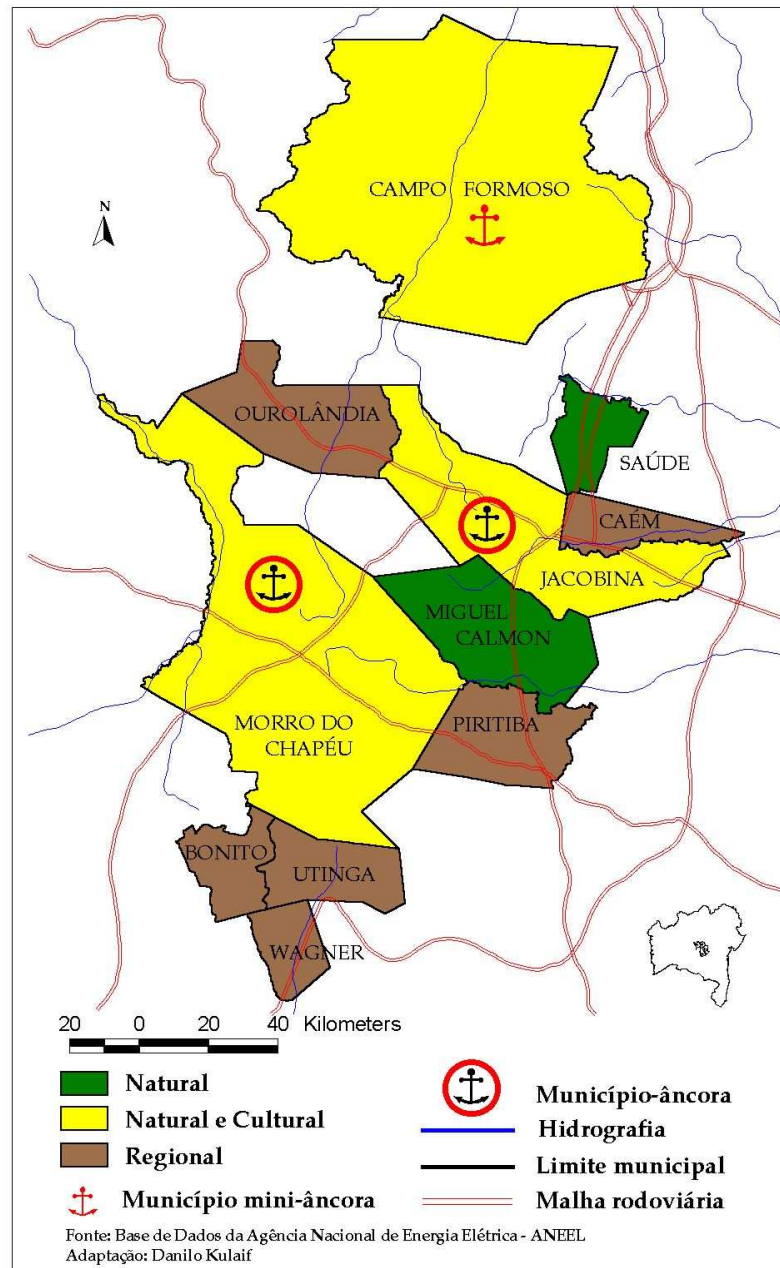 CAMPO FORMOSO
N
OUROLÂNDIA
SAÚDE
CAÉM
JACOBINA
MIGUEL
CALMON
MORRO DO
CHAPÉU
PIRITIBA
BONITO
UTINGA
WAGNER
20 0 20 40 Kilometers
Natural
Natural e Cultural
Regional
Município mini-âncora
Município-âncora
Hidrografia
Limite municipal
Malha rodoviária
Fonte: Base de Dados da Agência Nacional de Energia Elétrica - ANEEL
Adaptação: Danilo Kulaif